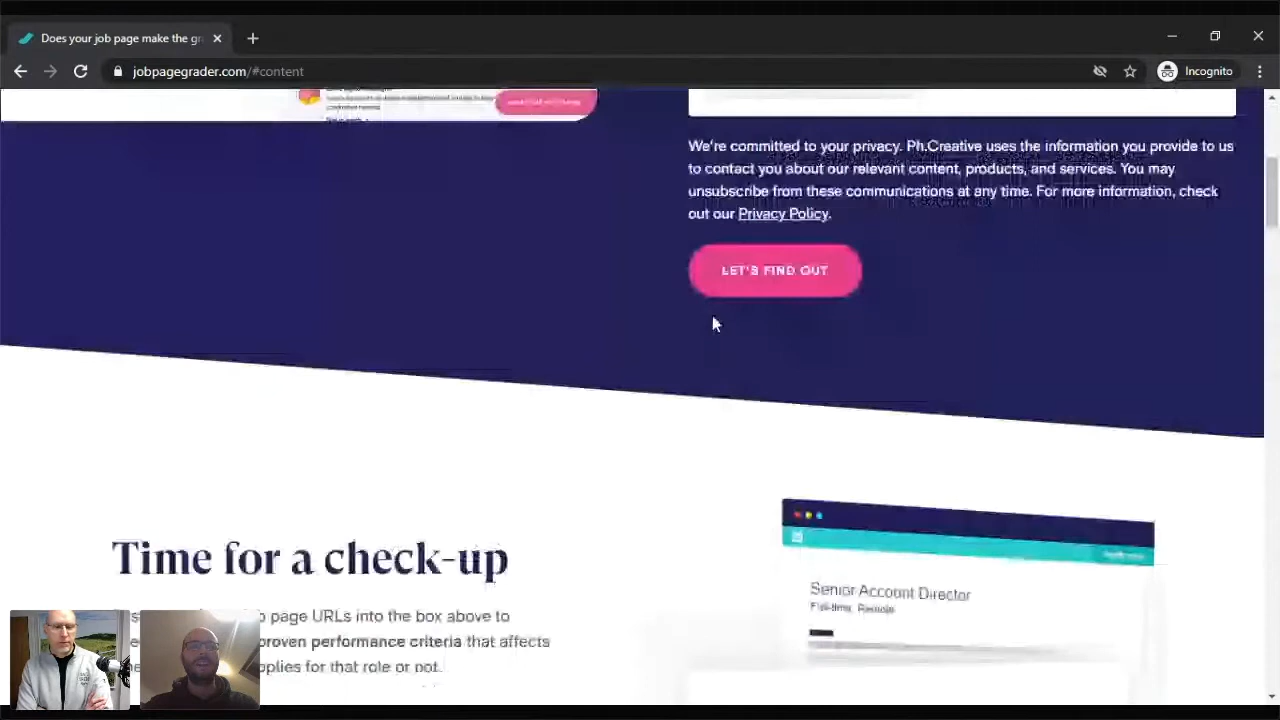 Does your job page make the gr
jobpagegrader.com/#content
Incognito
We're committed to your privacy. Ph.Creative uses the information you provide to us
to contact you about our relevant content, products, and services. You may
unsubscribe from these communications at any time. For more information, check
out our Privacy Policy.
LET'S FIND OUT
Time for a check-up
page URLs into the box above to
proven performance criteria that affects
applies for that role or not.
Senior Account Director
Full-time, Remote